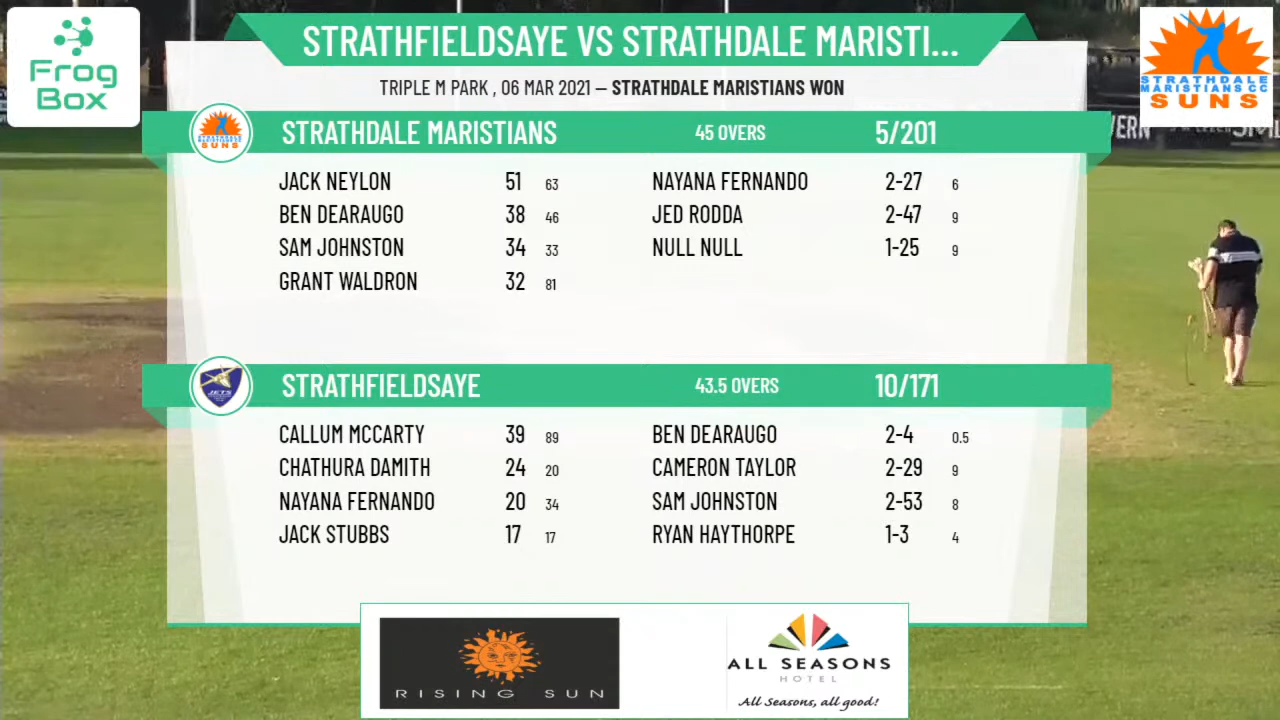 Frog
Box
STRATHFIELDSAYE VS STRATHDALE MARISTI...
TRIPLE M PARK , 06 MAR 2021 – STRATHDALE MARISTIANS WON
STRATHDALE
MARISTIANS CC
SUNS
STRATHDALE MARISTIANS 45 OVERS 5/201
JACK NEYLON 51 63 NAYANA FERNANDO 2-27 6
BEN DEARAUGO 38 46 JED RODDA 2-47 9
SAM JOHNSTON 34 33 NULL NULL 1-25 9
GRANT WALDRON 32 81
STRATHFIELDSAYE 43.5 OVERS 10/171
JETS
CALLUM MCCARTY 39 89 BEN DEARAUGO 2-4 0.5
CHATHURA DAMITH 24 20 CAMERON TAYLOR 2-29 9
NAYANA FERNANDO 20 34 SAM JOHNSTON 2-53 8
JACK STUBBS 17 17 RYAN HAYTHORPE 1-3 4
RISING SUN
ALL SEASONS
HOTEL
All Seasons, all good!